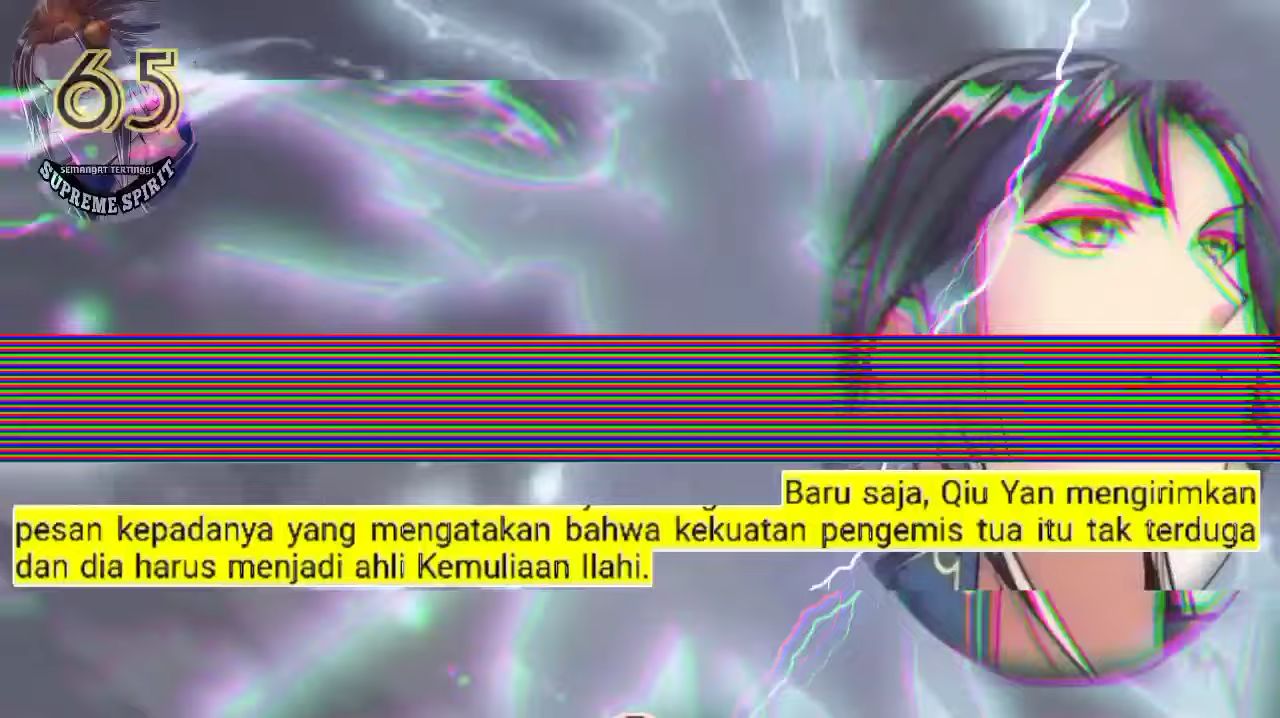 65
SEMANGAT TERTINGGI
SUPREME SPIRIT
Baru saja, Qiu Yan mengirimkan
pesan kepadanya yang mengatakan bahwa kekuatan pengemis tua itu tak terduga
dan dia harus menjadi ahli Kemuliaan Ilahi.